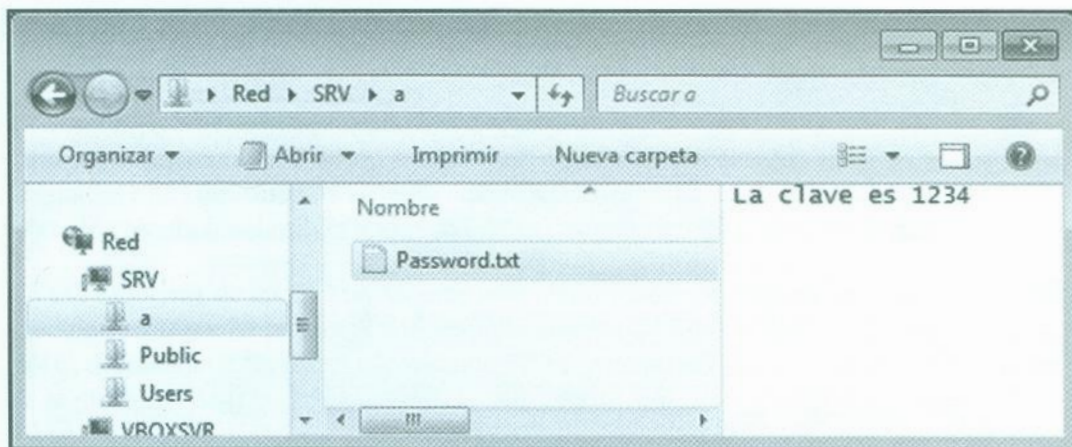 Red ▸ SRV ▸ a
Buscar a
Organizar
Abrir
Imprimir
Nueva carpeta
Red
SRV
a
Public
Users
VBOXSVR
Nombre
Password.txt
La clave es 1234